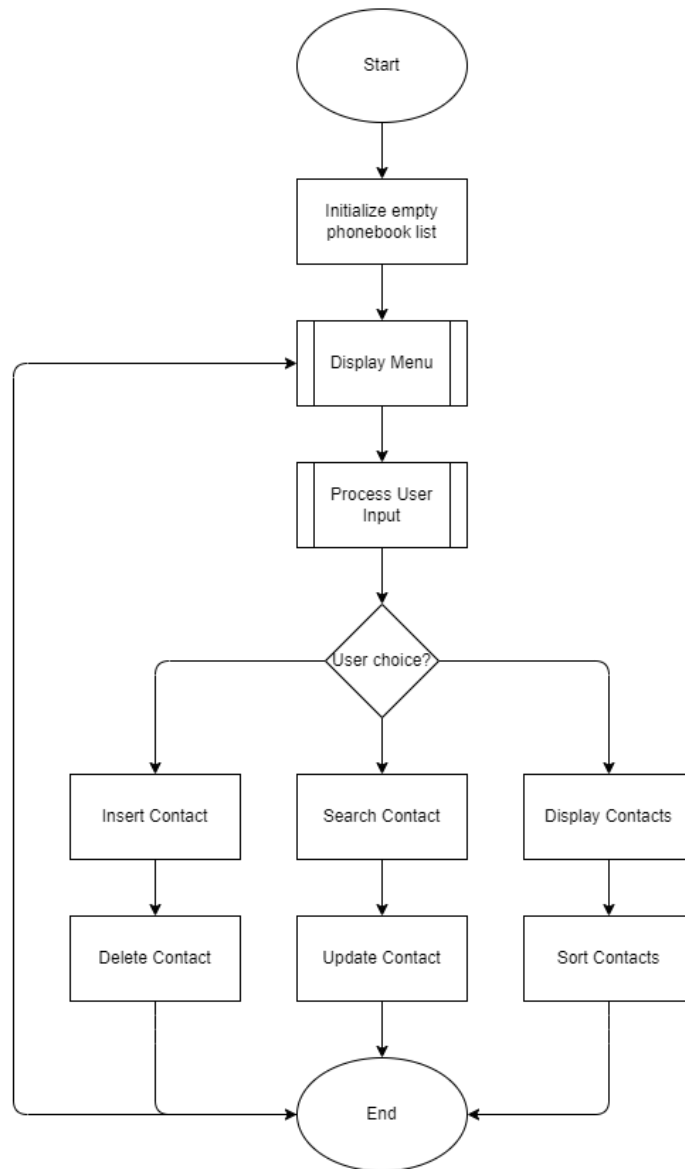 Start
Initialize empty
phonebook list
Display Menu
Process User
Input
User choice?
Insert Contact
Search Contact
Display Contacts
Delete Contact
Update Contact
Sort Contacts
End